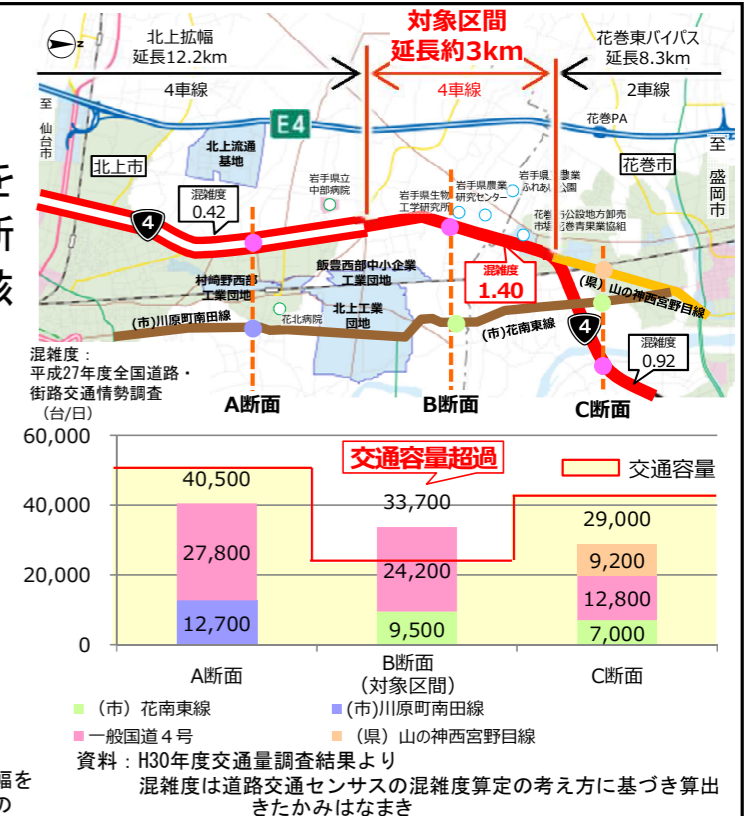 対象区間
延長約3km
北上拡幅
延長12.2km
花巻東バイパス
延長8.3km
4車線
4車線
2車線
N
至 仙台市
至 盛岡市
E4
花巻PA
北上流通
基地
北上市
花巻市
混雑度
0.42
4
岩手県立
中部病院
岩手県生物
工学研究所
岩手県農業
研究センター
ふれあい
公園
混雑度
1.40
(県)山の神西宮野目線
飯豊西部中小企業
工業団地
村崎野西部
工業団地
花北病院
北上工業
団地
(市)川原町南田線
(市)花南東線
4
混雑度
0.92
混雑度:
平成27年度全国道路・
街路交通情勢調査
(台/日)
A断面
B断面
C断面
60,000
40,000
20,000
0
交通容量超過
交通容量
40,500
27,800
12,700
33,700
24,200
9,500
29,000
9,200
12,800
7,000
A断面
B断面
(対象区間)
C断面
(市)花南東線
(市)川原町南田線
一般国道4号
(県)山の神西宮野目線
資料:H30年度交通量調査結果より
混雑度は道路交通センサスの混雑度算定の考え方に基づき算出
きたかみはなまき
を
所
核
幅を
の